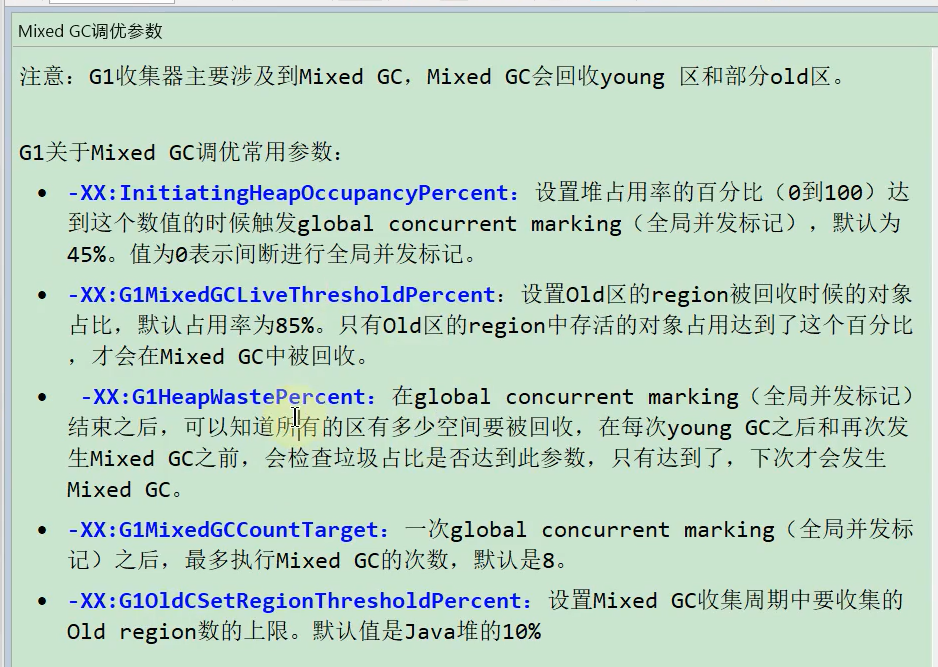 Mixed GC调优参数
注意：G1收集器主要涉及到Mixed GC，Mixed GC会回收young 区和部分old区。
G1关于Mixed GC调优常用参数：
• -XX:InitiatingHeapOccupancyPercent：设置堆占用率的百分比（0到100）达
到这个数值的时候触发global concurrent marking（全局并发标记），默认为
45%。值为0表示间断进行全局并发标记。
• -XX:G1MixedGCLiveThresholdPercent：设置Old区的region被回收时候的对象
占比，默认占用率为85%。只有Old区的region中存活的对象占用达到了这个百分比
，才会在Mixed GC中被回收。
• -XX:G1HeapWastePercent：在global concurrent marking（全局并发标记）
结束之后，可以知道所有的区有多少空间要被回收，在每次young GC之后和再次发
生Mixed GC之前，会检查垃圾占比是否达到此参数，只有达到了，下次才会发生
Mixed GC。
• -XX:G1MixedGCCountTarget：一次global concurrent marking（全局并发标
记）之后，最多执行Mixed GC的次数，默认是8。
• -XX:G1OldCSetRegionThresholdPercent：设置Mixed GC收集周期中要收集的
Old region数的上限。默认值是Java堆的10%